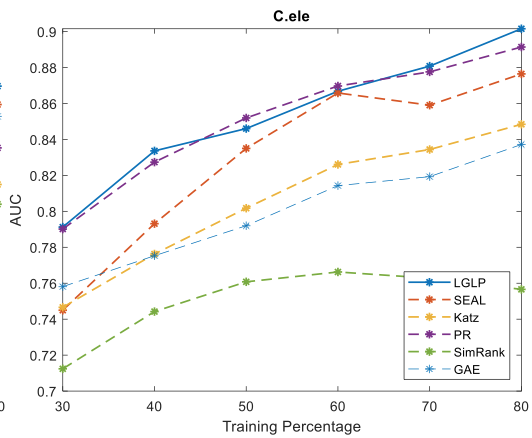 C.ele
0.9
0.88
0.86
0.84
0.82
0.8
0.78
0.76
0.74
0.72
0.7
AUC
LGLP
SEAL
Katz
PR
SimRank
GAE
0 30 40 50 60 70 80
Training Percentage